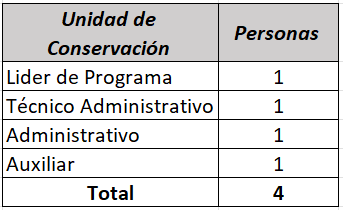 Unidad de Conservación Personas
Lider de Programa 1
Técnico Administrativo 1
Administrativo 1
Auxiliar 1
Total 4